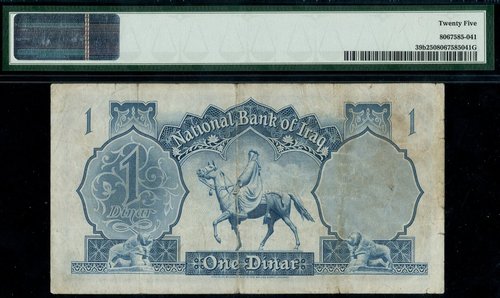 Twenty Five
8067585-041
39b2508067585041G
1
1
National Bank of Iraq
1
Dinar
One Dinar